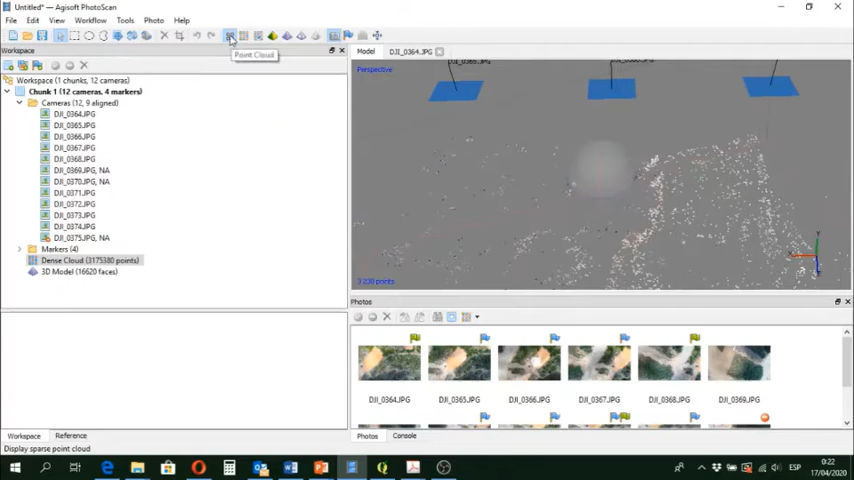 Untitled* — Agisoft PhotoScan
File Edit View Workflow Tools Photo Help
Point Cloud
Workspace
Model DJI_0364.JPG
Workspace (1 chunks, 12 cameras)
Chunk 1 (12 cameras, 4 markers)
Cameras (12, 9 aligned)
DJI_0364.JPG
DJI_0365.JPG
DJI_0366.JPG
DJI_0367.JPG
DJI_0368.JPG
DJI_0369.JPG, NA
DJI_0370.JPG, NA
DJI_0371.JPG
DJI_0372.JPG
DJI_0373.JPG
DJI_0374.JPG
DJI_0375.JPG, NA
Markers (4)
Dense Cloud (3175380 points)
3D Model (16620 faces)
Perspective
DJI_0365.JPG
Y
X
Z
Photos
DJI_0364.JPG DJI_0365.JPG DJI_0366.JPG DJI_0367.JPG DJI_0368.JPG DJI_0369.JPG
Workspace Reference
Photos Console
Display sparse point cloud
ESP
0:22
17/04/2020